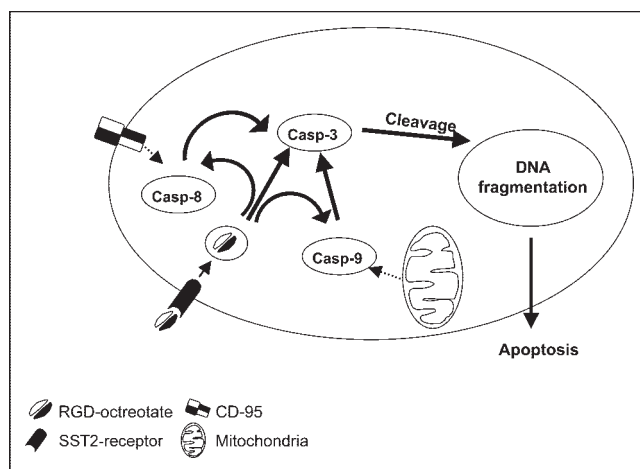 Cleavage
Casp-3
DNA
fragmentation
Casp-8
Casp-9
Apoptosis
RGD-octreotate
CD-95
SST2-receptor
Mitochondria